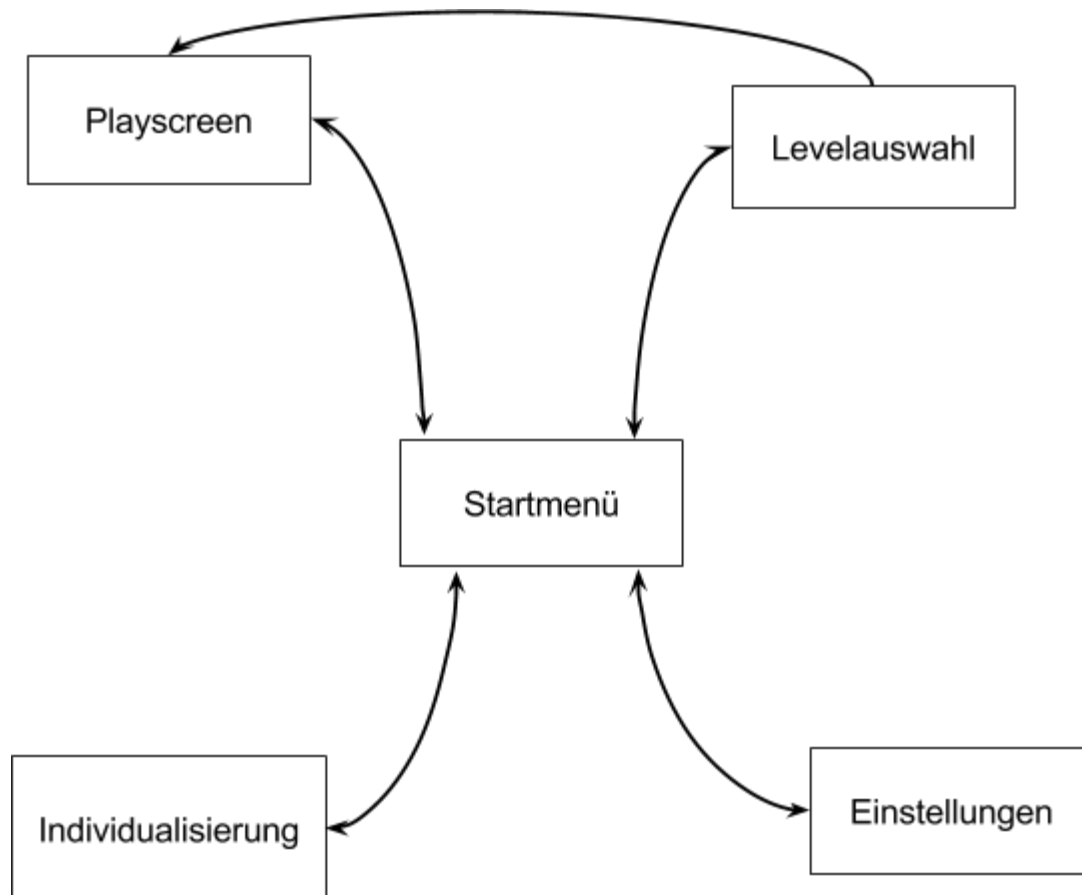 Playscreen
Levelauswahl
Startmenü
Individualisierung
Einstellungen